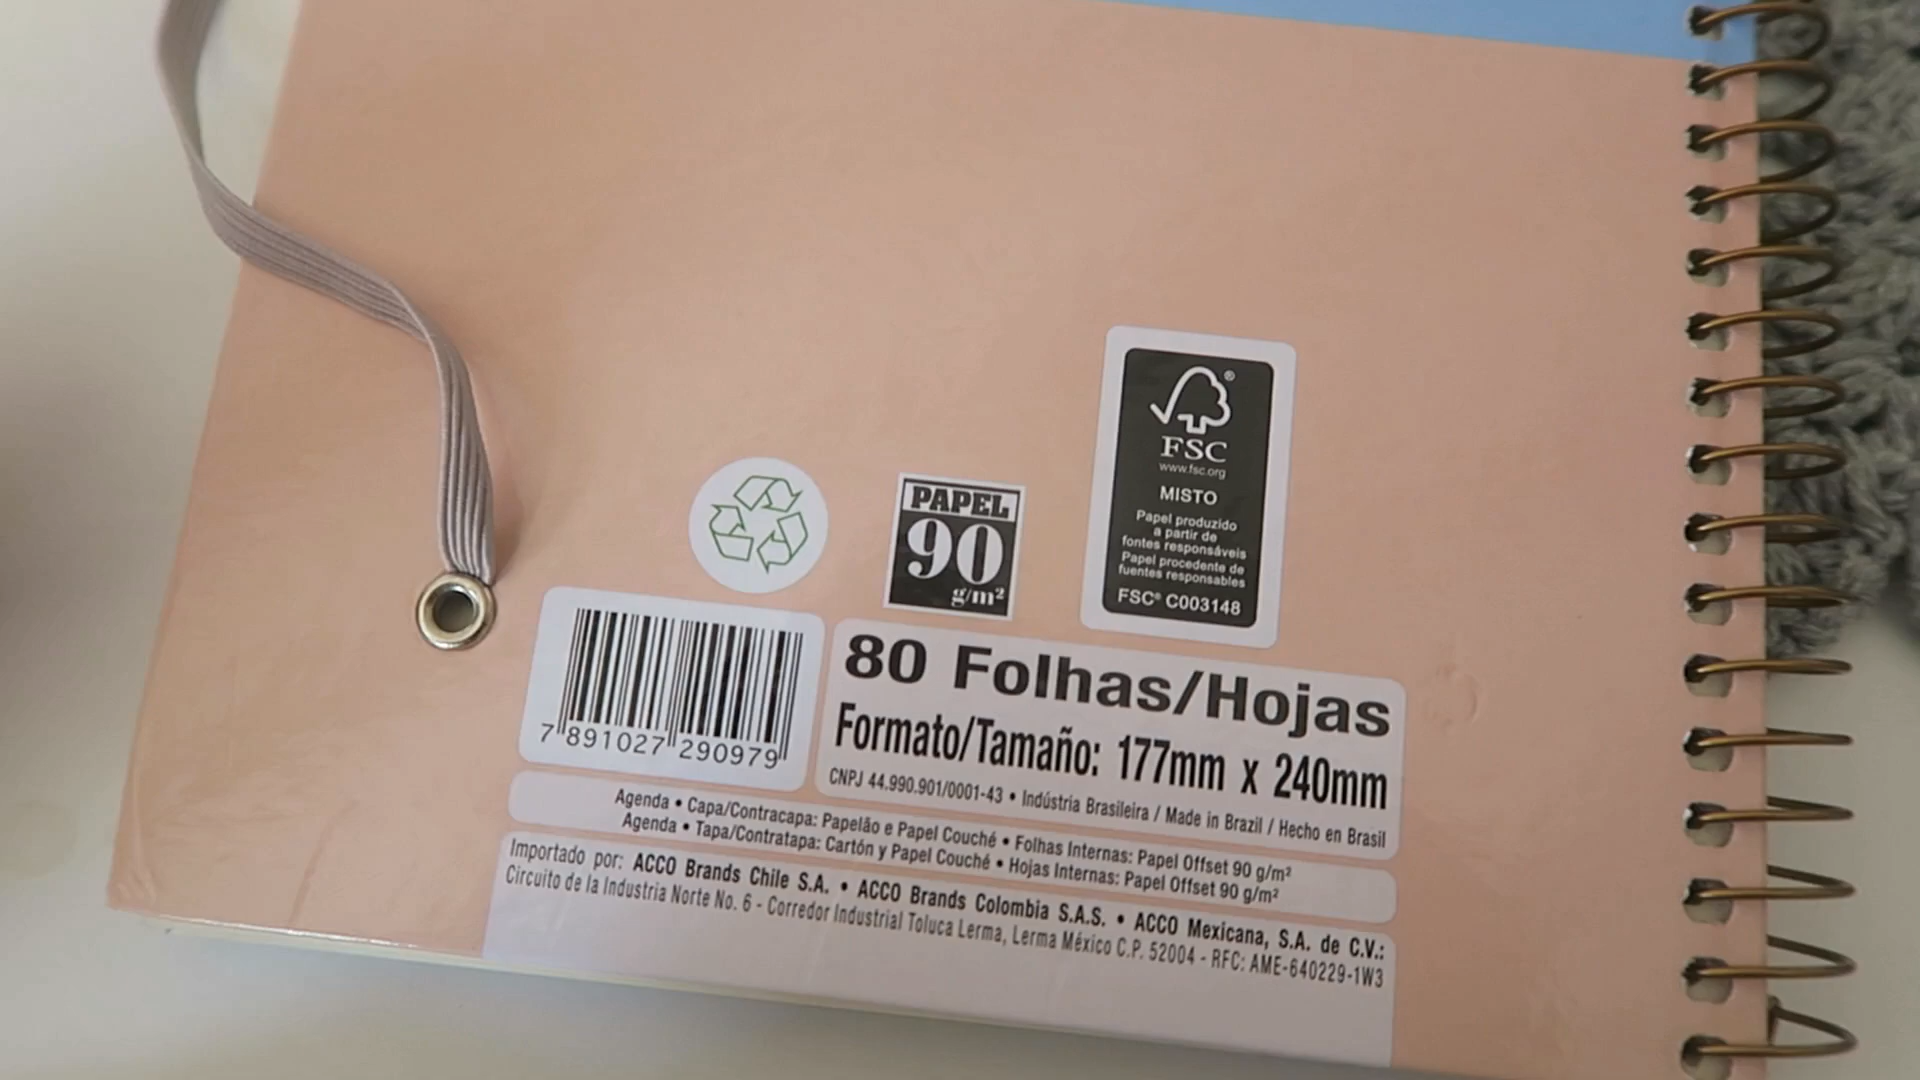 FSC
www.fsc.org
MISTO
Papel produzido
a partir de
fontes responsáveis
Papel procedente de
fuentes responsables
FSC® C003148
PAPEL
90
g/m²
7 891027 290979
80 Folhas/Hojas
Formato/Tamaño: 177mm x 240mm
CNPJ 44.990.901/0001-43 • Indústria Brasileira / Made in Brazil / Hecho en Brasil
Agenda • Capa/Contracapa: Papelão e Papel Couché • Folhas Internas: Papel Offset 90 g/m²
Agenda • Tapa/Contratapa: Cartón y Papel Couché • Hojas Internas: Papel Offset 90 g/m²
Importado por: ACCO Brands Chile S.A. • ACCO Brands Colombia S.A.S. • ACCO Mexicana, S.A. de C.V.:
Circuito de la Industria Norte No. 6 - Corredor Industrial Toluca Lerma, Lerma México C.P. 52004 - RFC: AME-640229-1W3